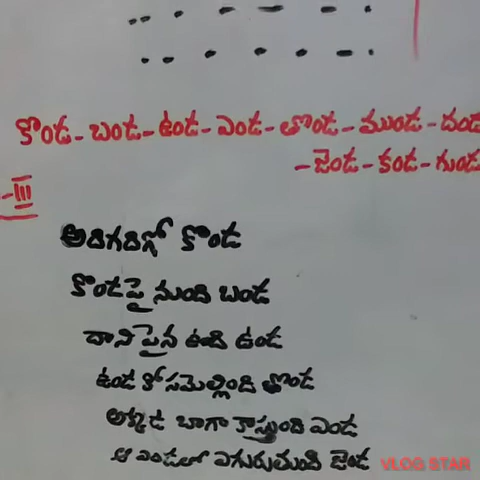 కొండ - బండ - ఉండ - ఎండ - తొండ - ముండ - దండ
- జెండ - కండ - గుండ
- III
అదిగదిగో కొండ
కొండపై నుంది బండ
దాని పైన ఉంది ఉండ
ఉండ కోసమెల్లింది తొండ
అక్కడ బాగా కాస్తుంది ఎండ
ఆ ఎండలో ఎగురుతుంది జెండ
VLOG STAR